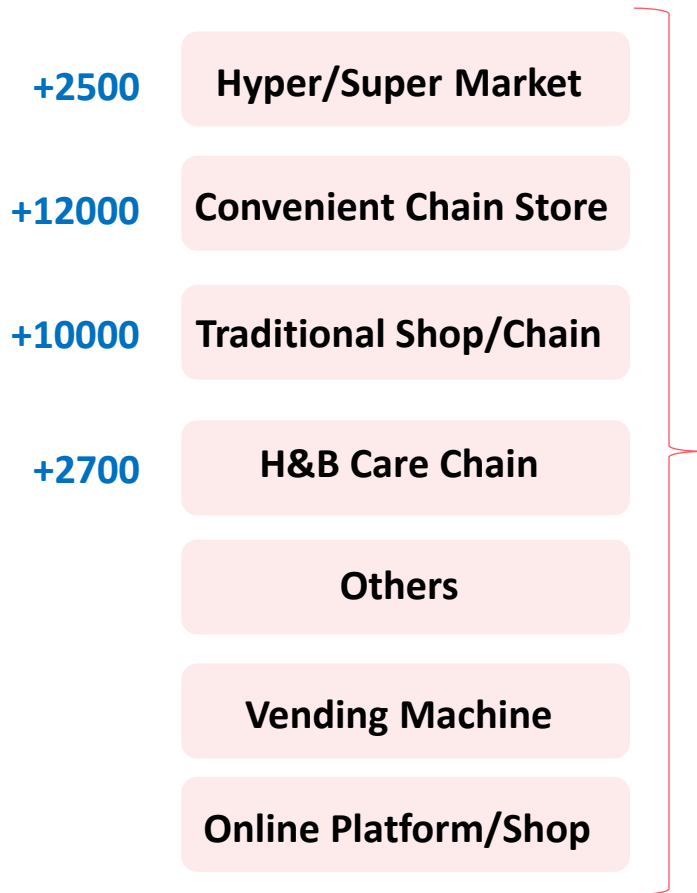 +2500 Hyper/Super Market
+12000 Convenient Chain Store
+10000 Traditional Shop/Chain
+2700 H&B Care Chain
Others
Vending Machine
Online Platform/Shop